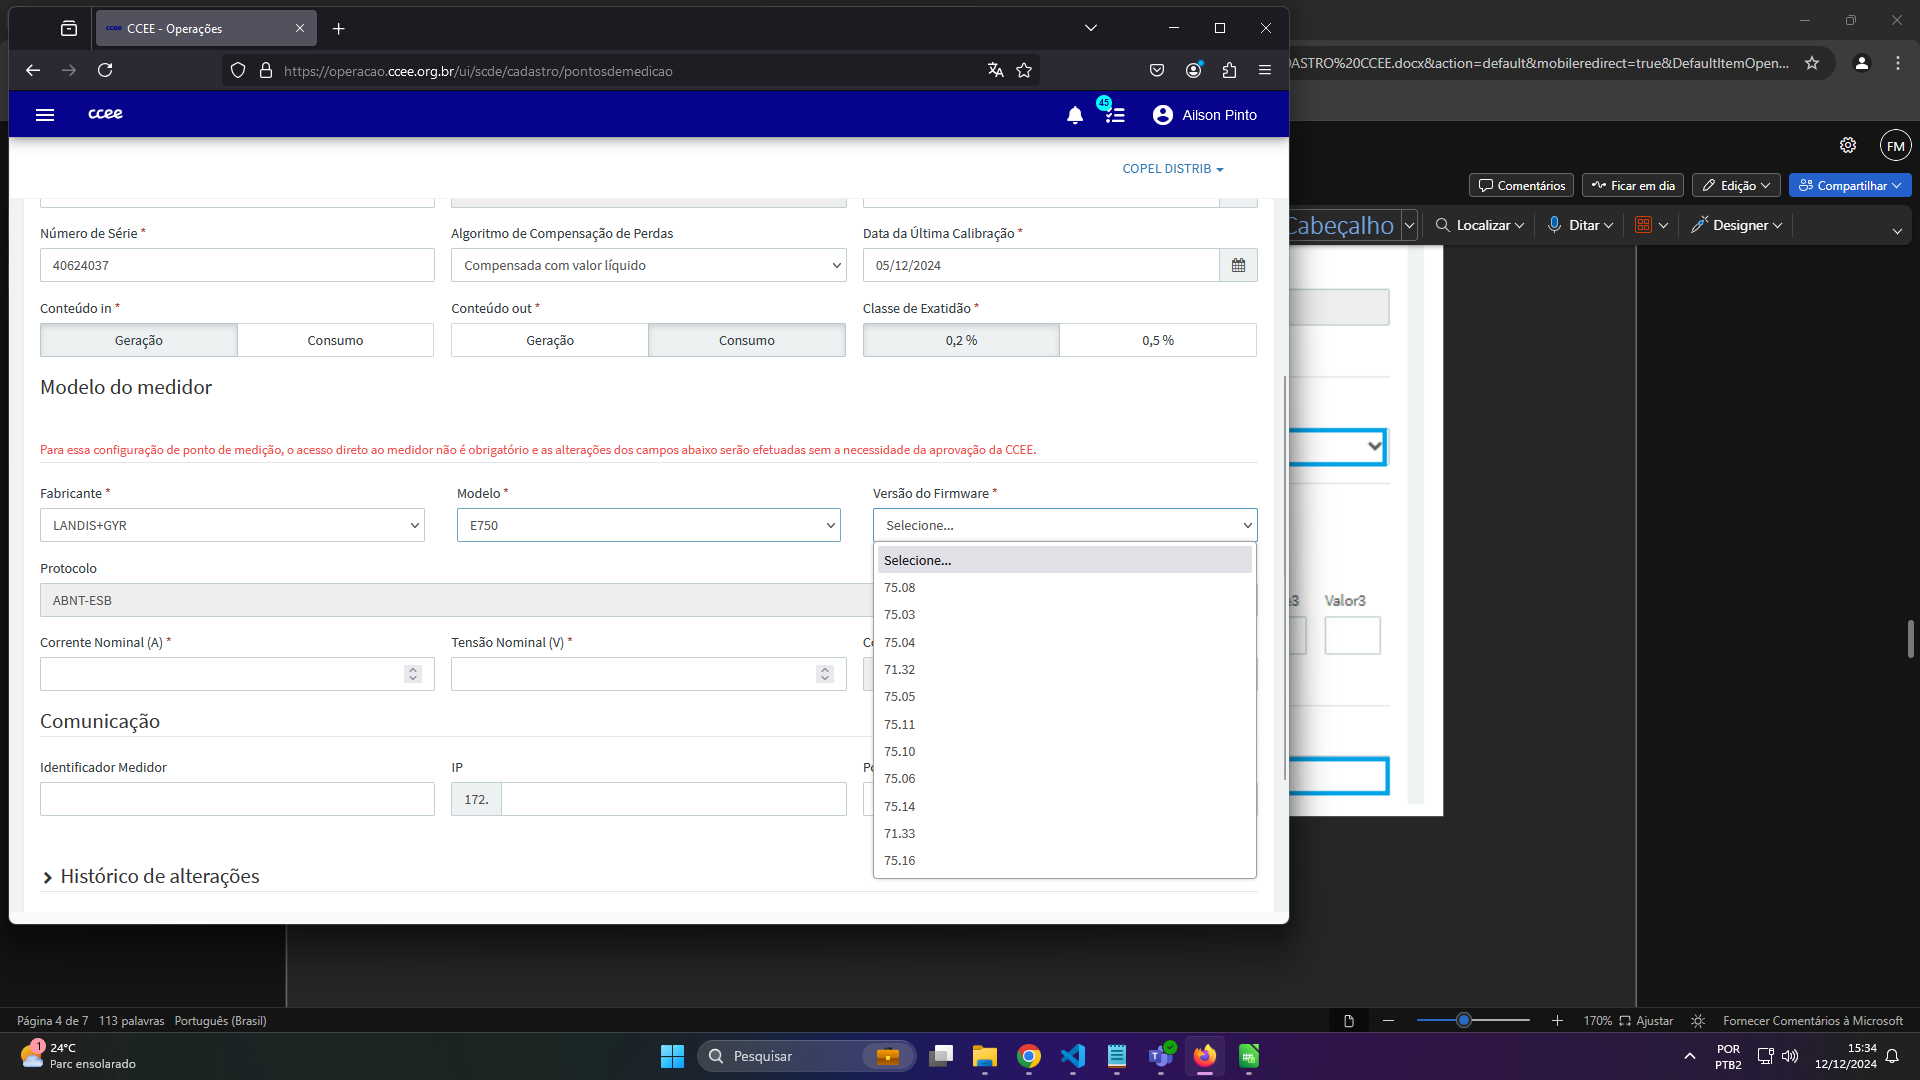 CCEE - Operações
https://operacao.ccee.org.br/ui/scde/cadastro/pontosdemedicao
DASTRO%20CCEE.docx&action=default&mobileredirect=true&DefaultItemOpen...
ccee
45
Ailson Pinto
FM
COPEL DISTRIB
Comentários
Ficar em dia
Edição
Compartilhar
Cabeçalho
Localizar
Ditar
Designer
Número de Série *
Algoritmo de Compensação de Perdas
Data da Última Calibração *
40624037
Compensada com valor líquido
05/12/2024
Conteúdo in *
Conteúdo out *
Classe de Exatidão *
Geração
Consumo
Geração
Consumo
0,2 %
0,5 %
Modelo do medidor
Para essa configuração de ponto de medição, o acesso direto ao medidor não é obrigatório e as alterações dos campos abaixo serão efetuadas sem a necessidade da aprovação da CCEE.
Fabricante *
Modelo *
Versão do Firmware *
LANDIS+GYR
E750
Selecione...
Selecione...
75.08
75.03
75.04
71.32
75.05
75.11
75.10
75.06
75.14
71.33
75.16
Protocolo
ABNT-ESB
Corrente Nominal (A) *
Tensão Nominal (V) *
Valor3
Comunicação
Identificador Medidor
IP
172.
Histórico de alterações
Página 4 de 7
113 palavras
Português (Brasil)
170%
Ajustar
Fornecer Comentários à Microsoft
1
24°C
Parc ensolarado
Pesquisar
POR
PTB2
15:34
12/12/2024